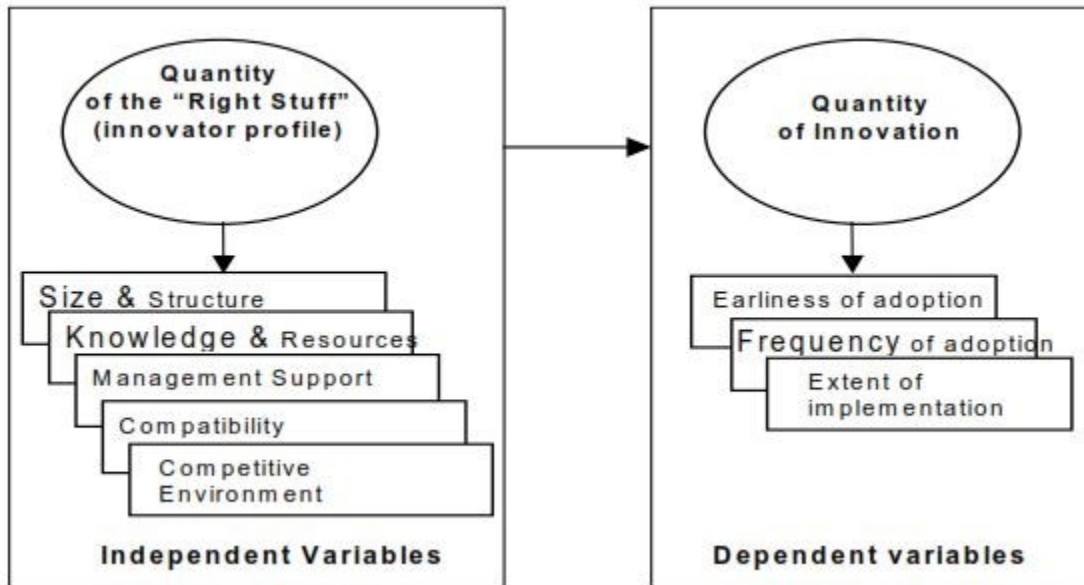 Quantity
of the “Right Stuff”
(innovator profile)
Size & Structure
Knowledge & Resources
Management Support
Compatibility
Competitive
Environment
Independent Variables
Quantity
of Innovation
Earliness of adoption
Frequency of adoption
Extent of
implementation
Dependent variables